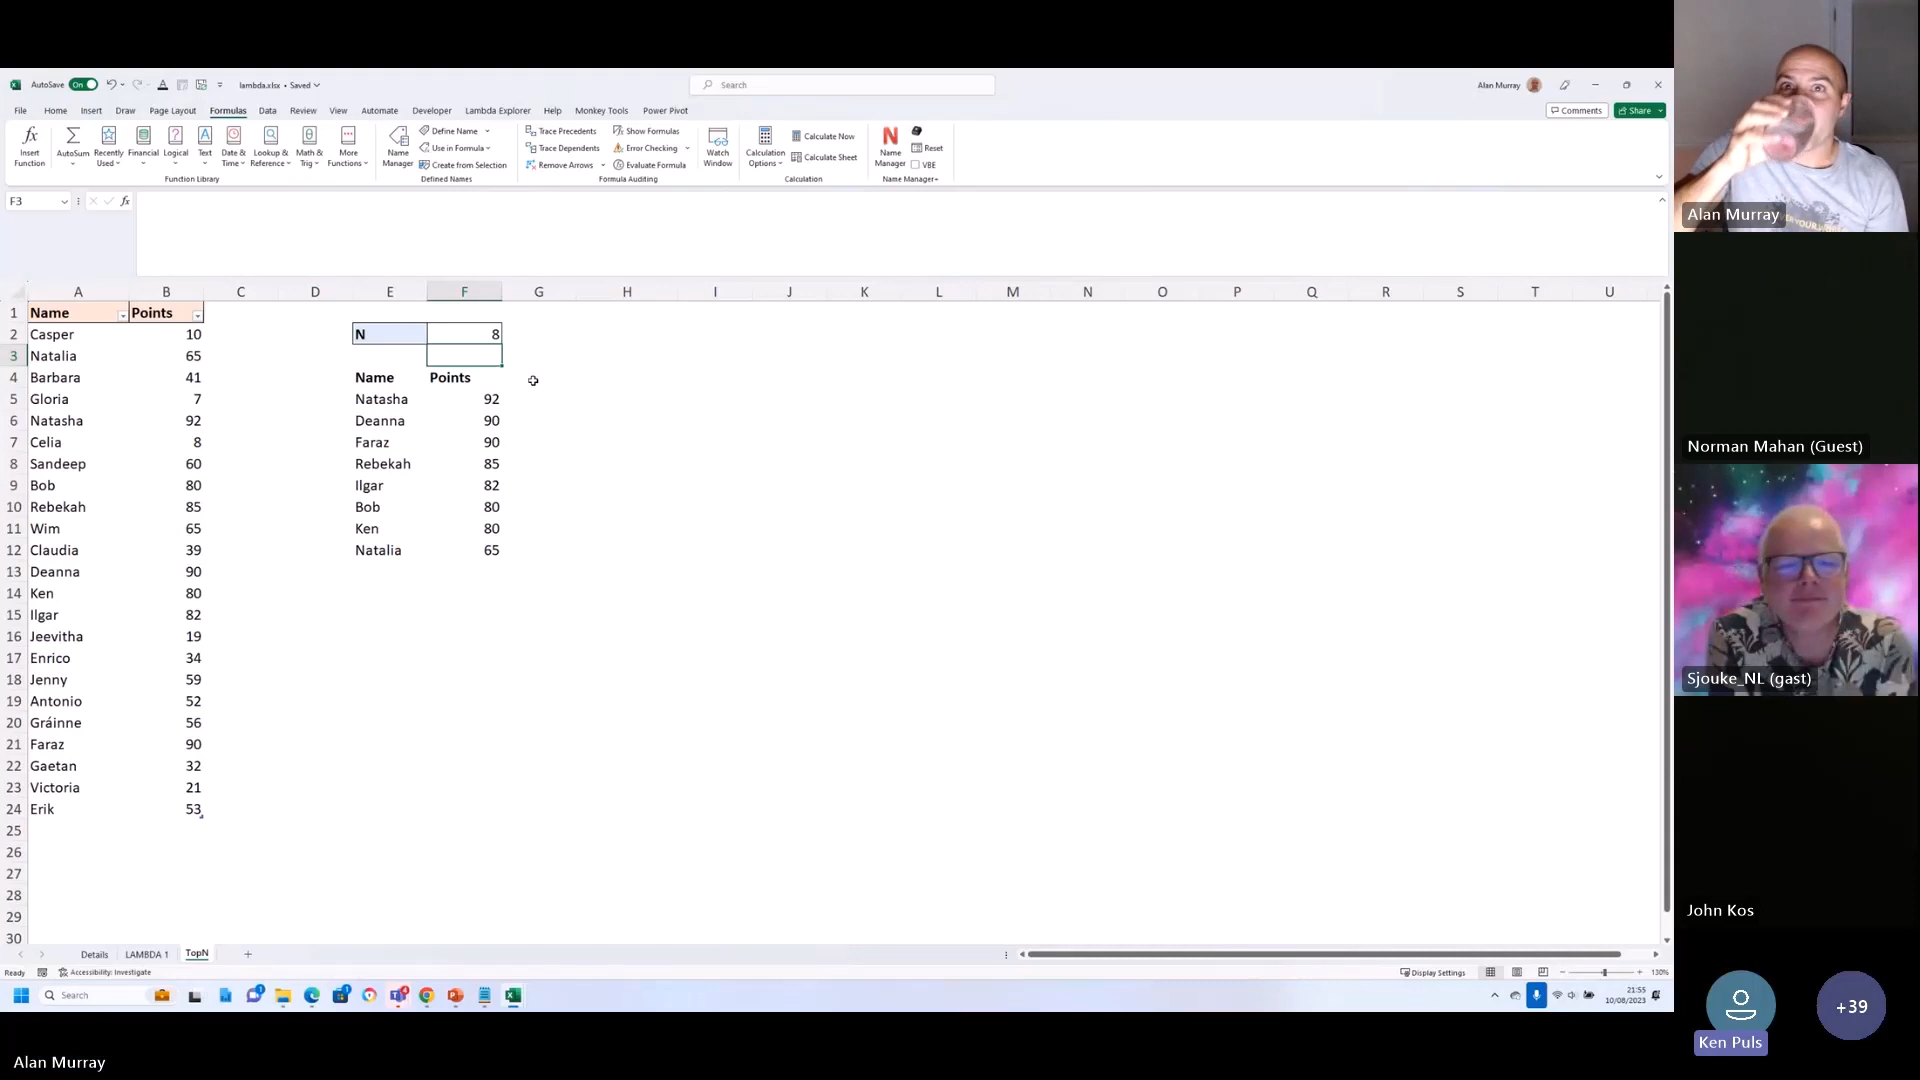 AutoSave On lambda.xlsx • Saved Search Alan Murray
File Home Insert Draw Page Layout Formulas Data Review View Automate Developer Lambda Explorer Help Monkey Tools Power Pivot Comments Share
Insert Function
AutoSum
Recently Used
Financial
Logical
Text
Date & Time
Lookup & Reference
Math & Trig
More Functions
Function Library
Name Manager
Define Name
Use in Formula
Create from Selection
Defined Names
Trace Precedents
Trace Dependents
Remove Arrows
Show Formulas
Error Checking
Evaluate Formula
Formula Auditing
Watch Window
Calculation Options
Calculate Now
Calculate Sheet
Calculation
Name Manager
Reset
VBE
Name Manager+
F3 fx
A B C D E F G H I J K L M N O P Q R S T U
1 Name Points
2 Casper 10 N 8
3 Natalia 65
4 Barbara 41 Name Points
5 Gloria 7 Natasha 92
6 Natasha 92 Deanna 90
7 Celia 8 Faraz 90
8 Sandeep 60 Rebekah 85
9 Bob 80 Ilgar 82
10 Rebekah 85 Bob 80
11 Wim 65 Ken 80
12 Claudia 39 Natalia 65
13 Deanna 90
14 Ken 80
15 Ilgar 82
16 Jeevitha 19
17 Enrico 34
18 Jenny 59
19 Antonio 52
20 Gráinne 56
21 Faraz 90
22 Gaetan 32
23 Victoria 21
24 Erik 53
25
26
27
28
29
30
Details LAMBDA 1 TopN
Ready Accessibility: Investigate Display Settings 130%
Search 21:55
10/08/2023
Alan Murray
Alan Murray
Norman Mahan (Guest)
Sjouke_NL (gast)
John Kos
+39
Ken Puls